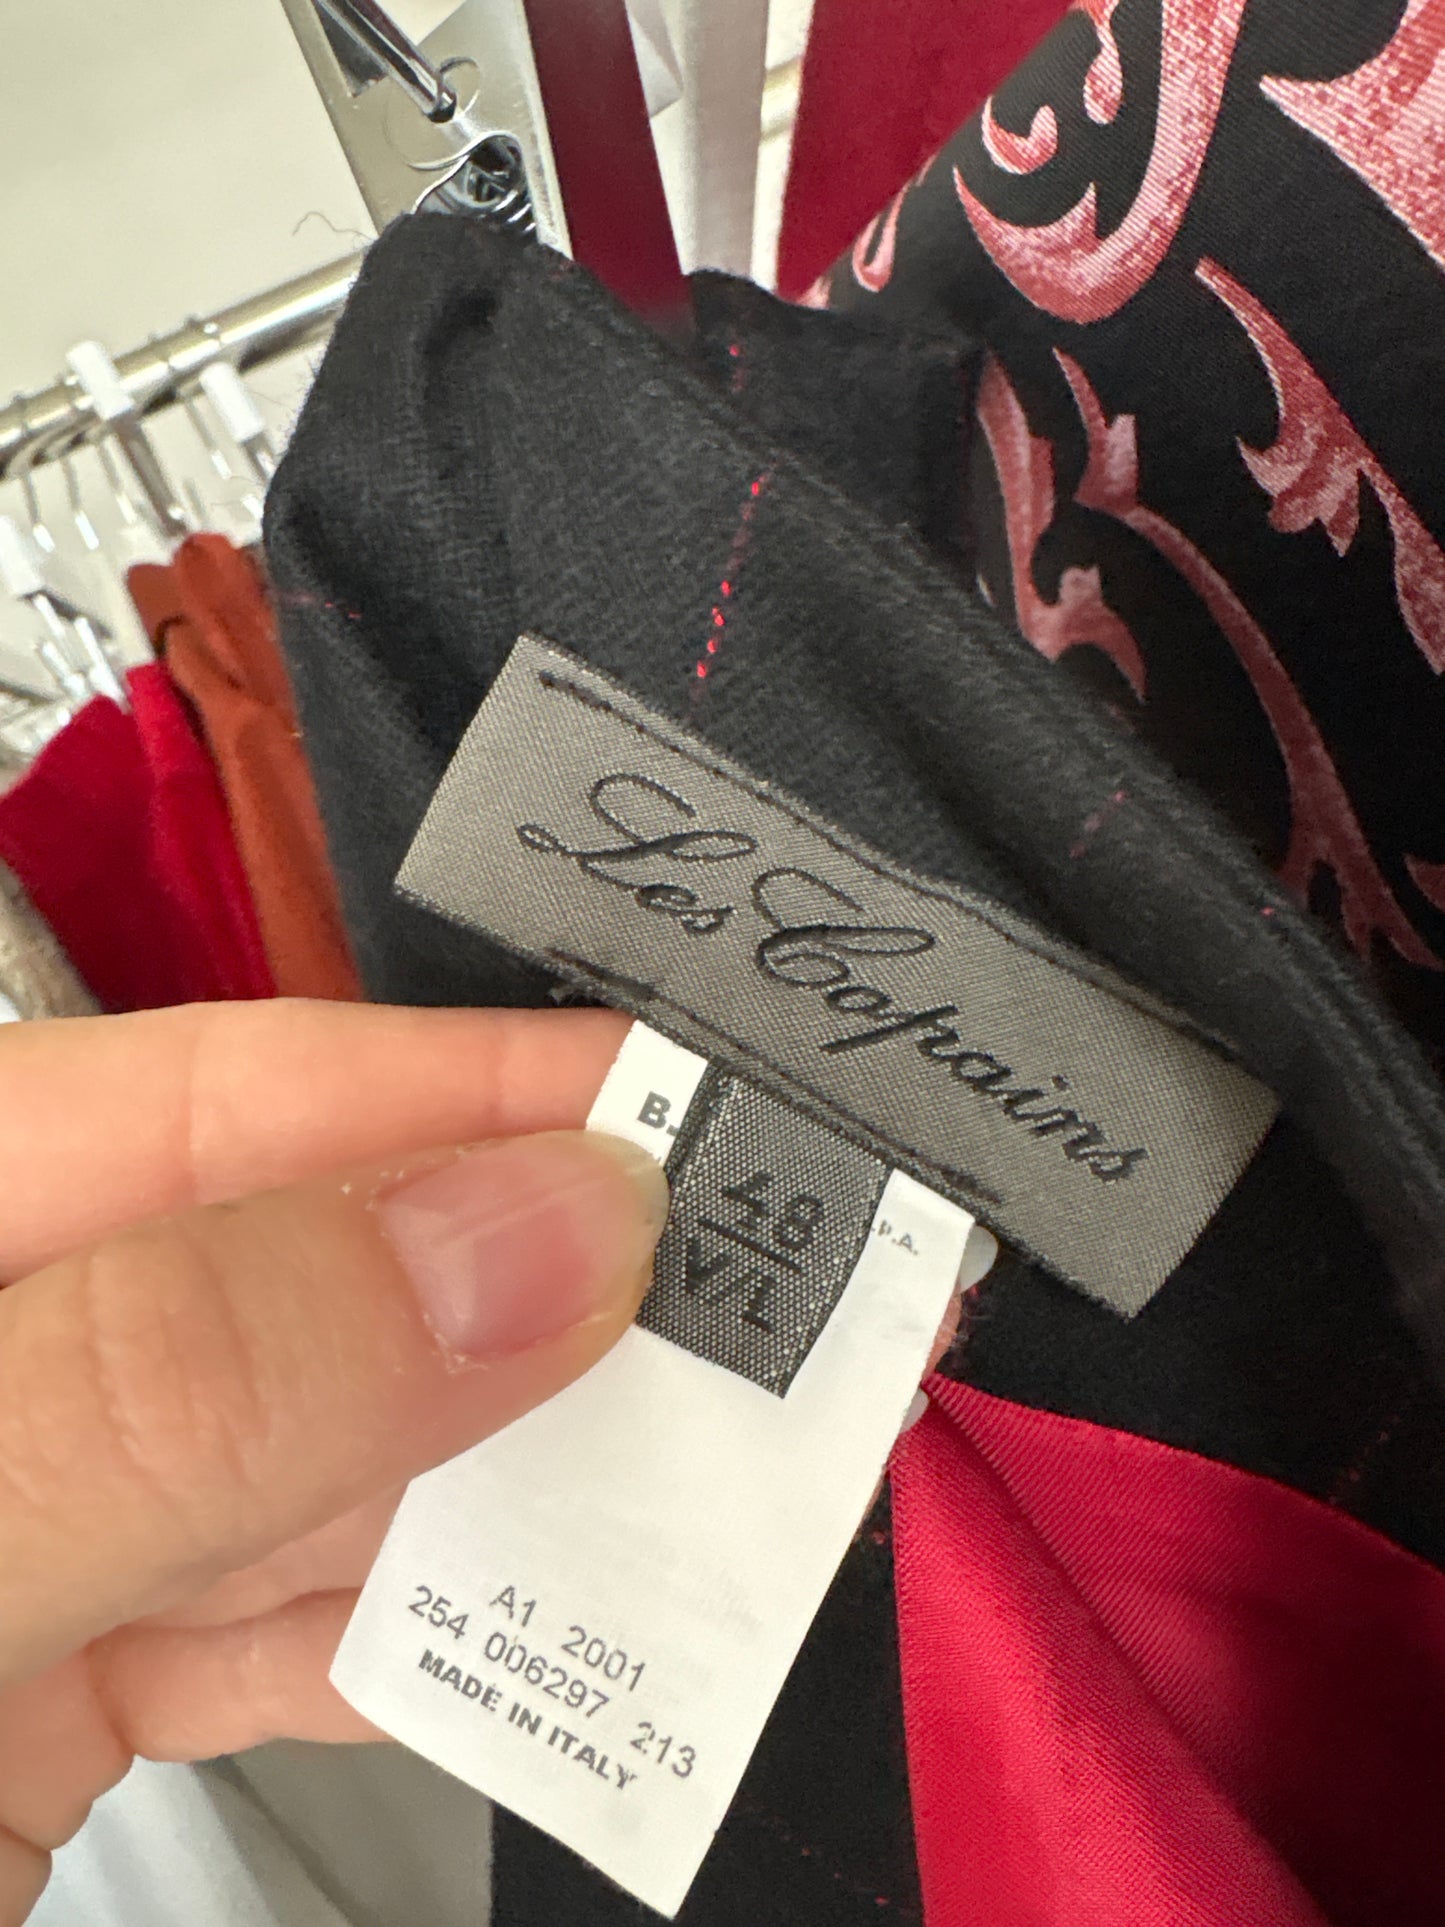 Les Copains
B.
48
V/L
.P.A.
A1 2001
254 006297 213
MADE IN ITALY